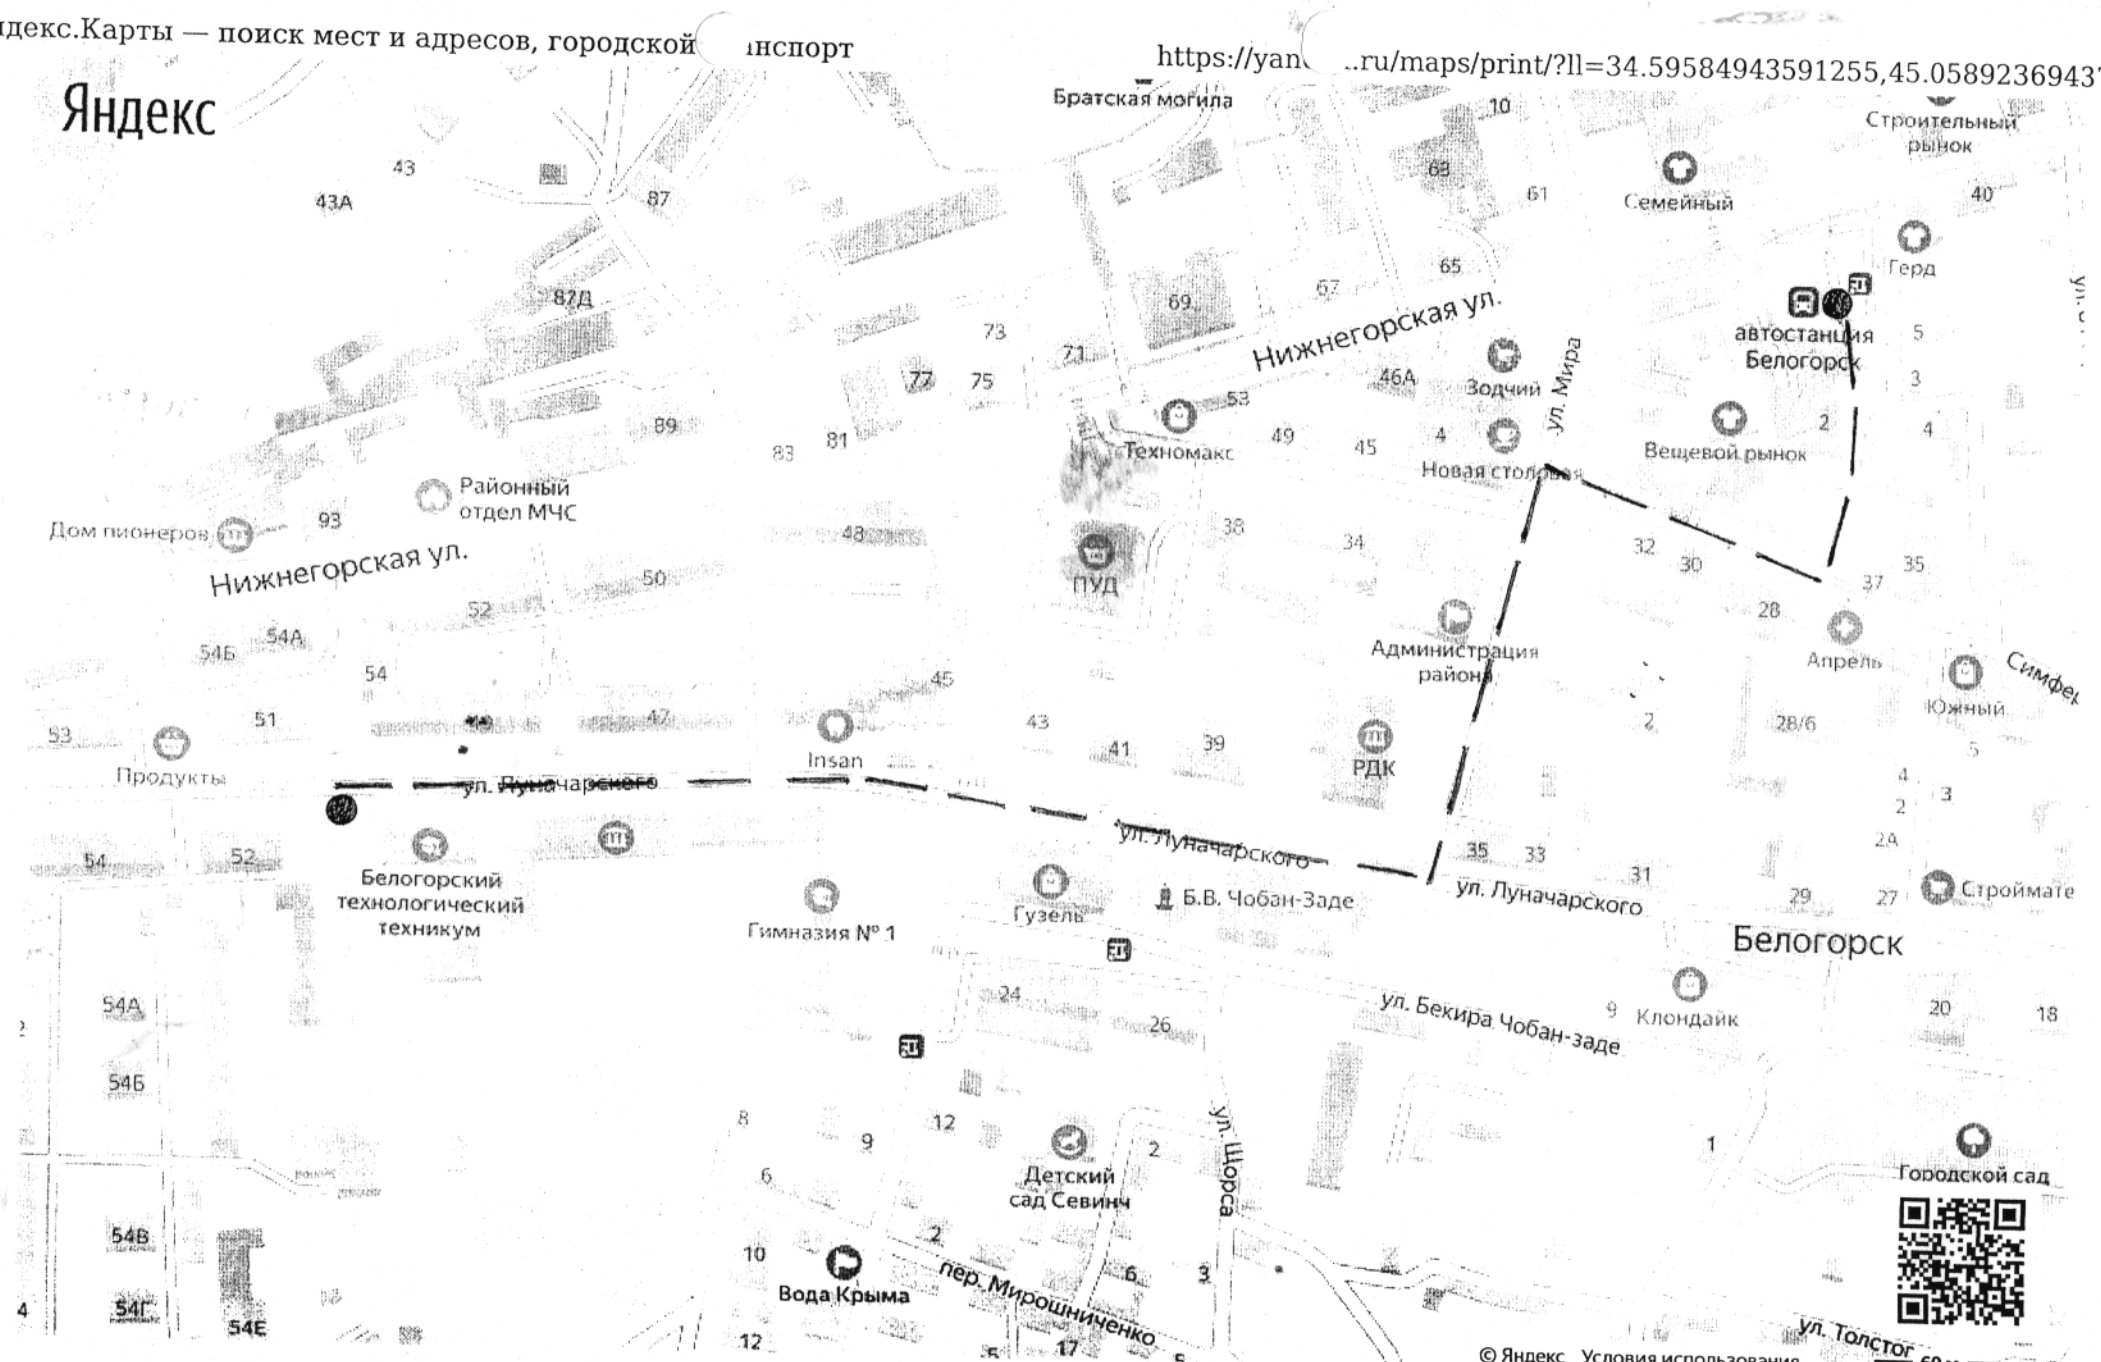 ндекс.Карты — поиск мест и адресов, городской нспорт
https://yan ..ru/maps/print/?ll=34.59584943591255,45.0589236943
Яндекс
Братская могила
10
Строительный
рынок
43
43А
87
63
61
Семейный
40
Герд
87Д
69
67
65
Нижнегорская ул.
73
71
77
75
46А
Зодчий
ул. Мира
автостанция
Белогорск
5
3
53
Техномакс
49
45
4
Новая столовая
Вещевой рынок
2
4
89
83
81
Районный
отдел МЧС
Дом пионеров
93
48
38
34
32
30
35
37
28
Нижнегорская ул.
50
52
ПУД
54А
54Б
54
Администрация
района
Апрель
Симфер
Южный
45
43
41
39
47
51
53
Продукты
Insan
РДК
2
28/6
5
4
2
3
2А
ул. Луначарского
ул. Луначарского
35
33
31
ул. Луначарского
29
27
Строймате
54
52
Белогорский
технологический
техникум
Гимназия № 1
Гузель
Б.В. Чобан-Заде
Белогорск
54А
24
26
ул. Бекира Чобан-заде
9
Клондайк
20
18
2
54Б
8
9
12
6
2
ул. Щорса
1
Детский
сад Севинч
Городской сад
54В
10
2
6
3
Вода Крыма
пер. Мирошниченко
4
54Г
54Е
12
5
17
5
ул. Толстог
© Яндекс Условия использования